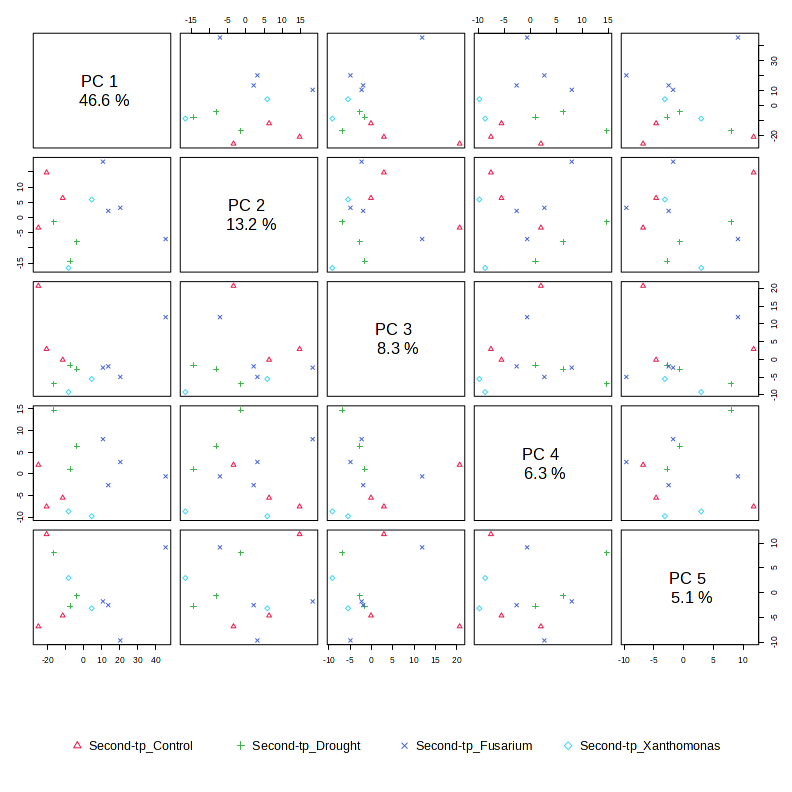 -15 -5 0 5 15
-10 -5 0 5 10 15
PC 1
46.6 %
-20 0 10 30
-15 0 5 10
PC 2
13.2 %
PC 3
8.3 %
-10 -5 0 5 10 15 20
-10 -5 0 5 10 15
PC 4
6.3 %
PC 5
5.1 %
-10 -5 0 5 10
-20 0 10 20 30 40
-10 -5 0 5 10 15 20
-10 -5 0 5 10
Second-tp_Control Second-tp_Drought Second-tp_Fusarium Second-tp_Xanthomonas